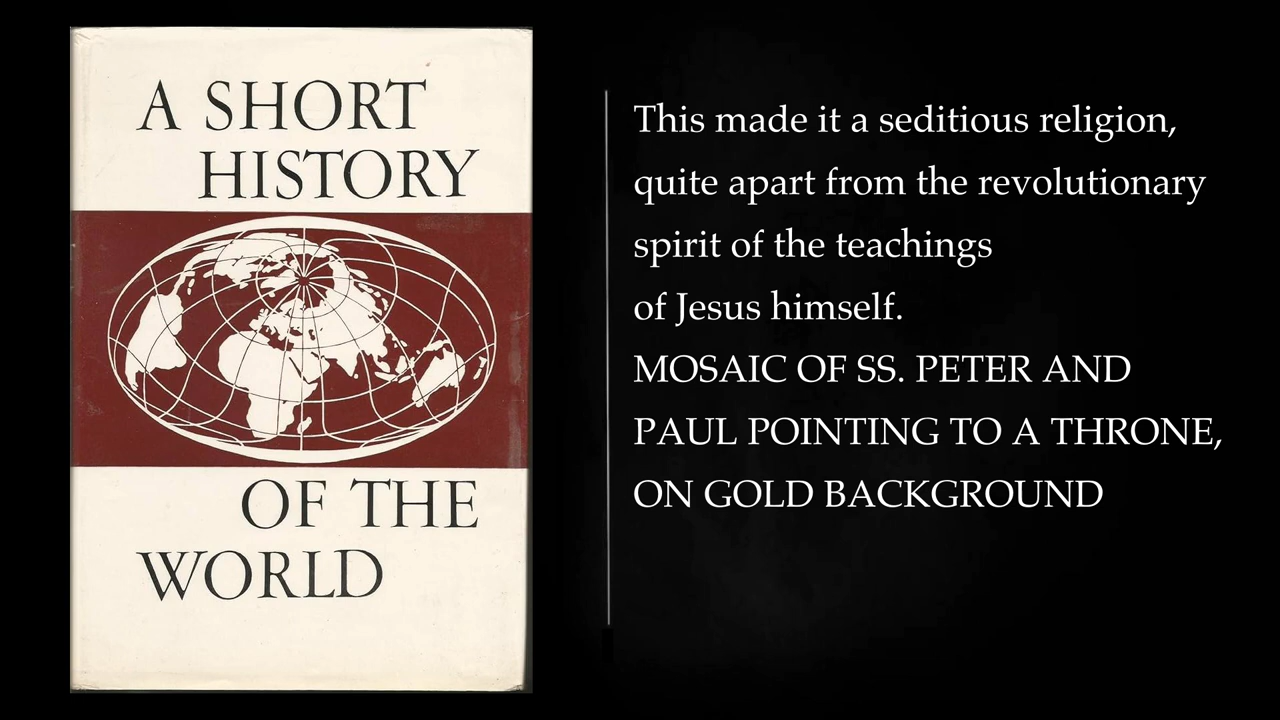 A SHORT
HISTORY
OF THE
WORLD
This made it a seditious religion,
quite apart from the revolutionary
spirit of the teachings
of Jesus himself.
MOSAIC OF SS. PETER AND
PAUL POINTING TO A THRONE,
ON GOLD BACKGROUND